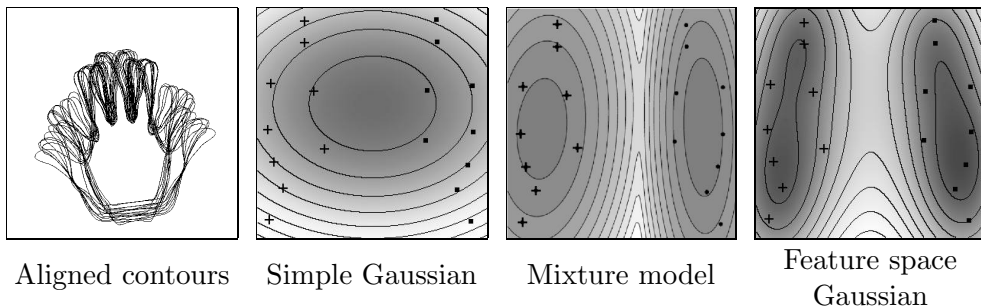 Aligned contours
Simple Gaussian
Mixture model
Feature space
Gaussian